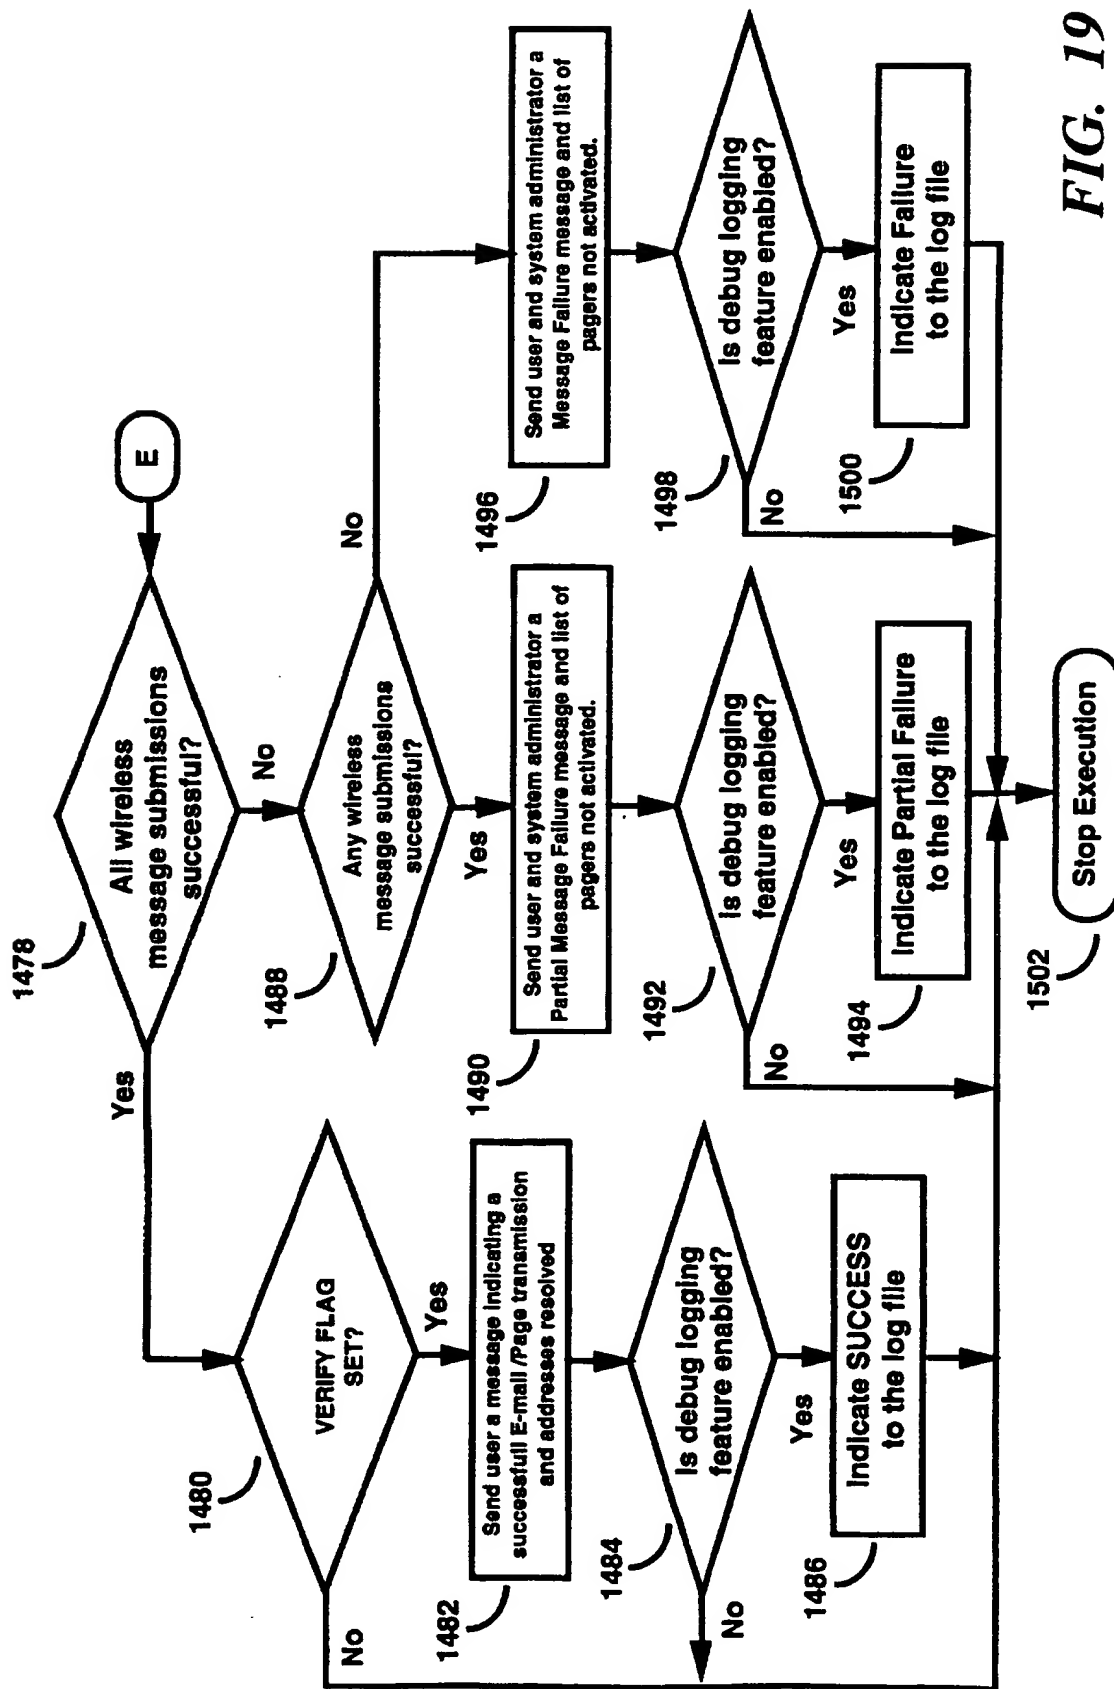 E
1478
All wireless
message submissions
successful?
Yes
No
1480
VERIFY FLAG
SET?
No
Yes
1482
Send user a message indicating a
successfull E-mail /Page transmission
and addresses resolved
1484
Is debug logging
feature enabled?
No
Yes
1486
Indicate SUCCESS
to the log file
1488
Any wireless
message submissions
successful?
Yes
No
1490
Send user and system administrator a
Partial Message Failure message and list of
pagers not activated.
1492
Is debug logging
feature enabled?
No
Yes
1494
Indicate Partial Failure
to the log file
1496
Send user and system administrator a
Message Failure message and list of
pagers not activated.
1498
Is debug logging
feature enabled?
No
Yes
1500
Indicate Failure
to the log file
1502
Stop Execution
FIG. 19